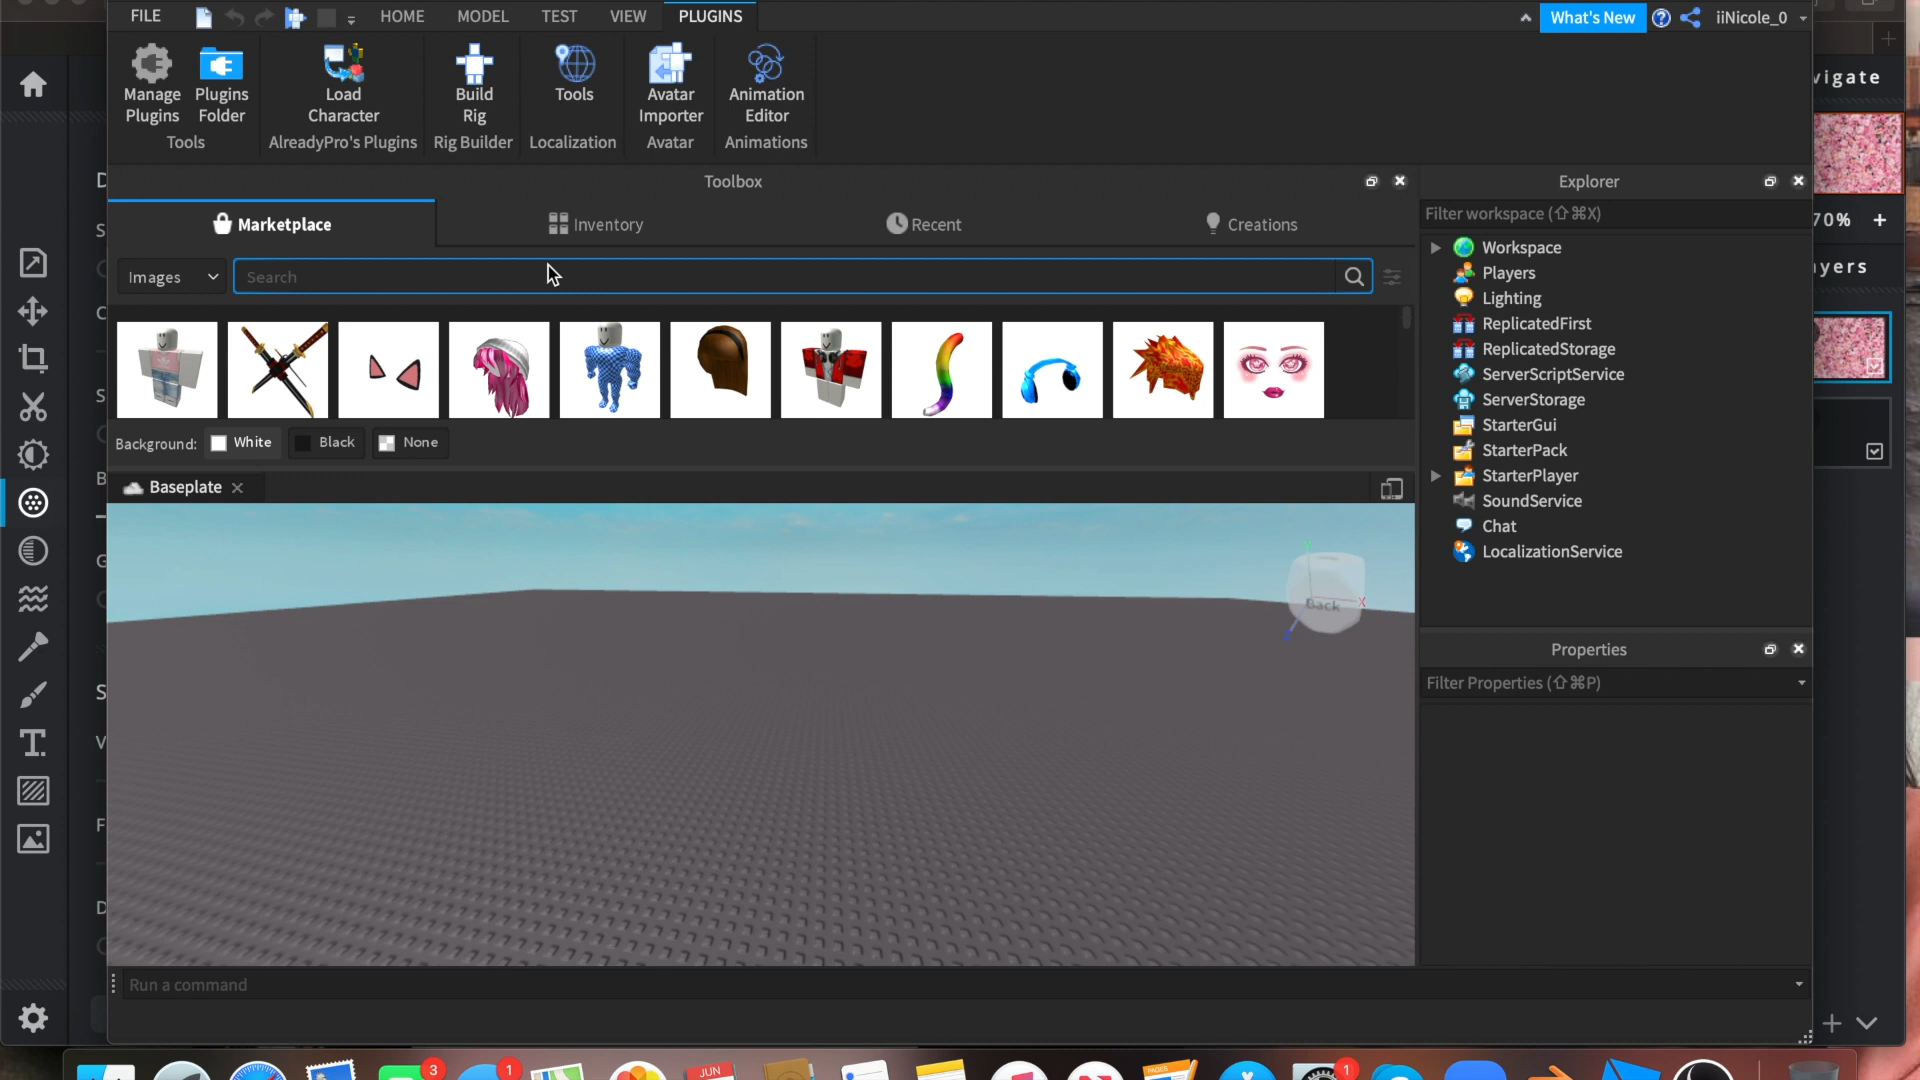 FILE HOME MODEL TEST VIEW PLUGINS What's New iiNicole_0
Manage Plugins
Plugins Folder
Tools
Load Character
AlreadyPro's Plugins
Build Rig
Rig Builder
Tools
Localization
Avatar Importer
Avatar
Animation Editor
Animations
Toolbox
Marketplace Inventory Recent Creations
Images Search
Background: White Black None
Baseplate
Back
X
Run a command
Explorer
Filter workspace (⇧⌘X)
Workspace
Players
Lighting
ReplicatedFirst
ReplicatedStorage
ServerScriptService
ServerStorage
StarterGui
StarterPack
StarterPlayer
SoundService
Chat
LocalizationService
Properties
Filter Properties (⇧⌘P)
vigate
70% +
yers
D
S
C
S
B
G
S
V
F
D
3
1
JUN
PAGES
1